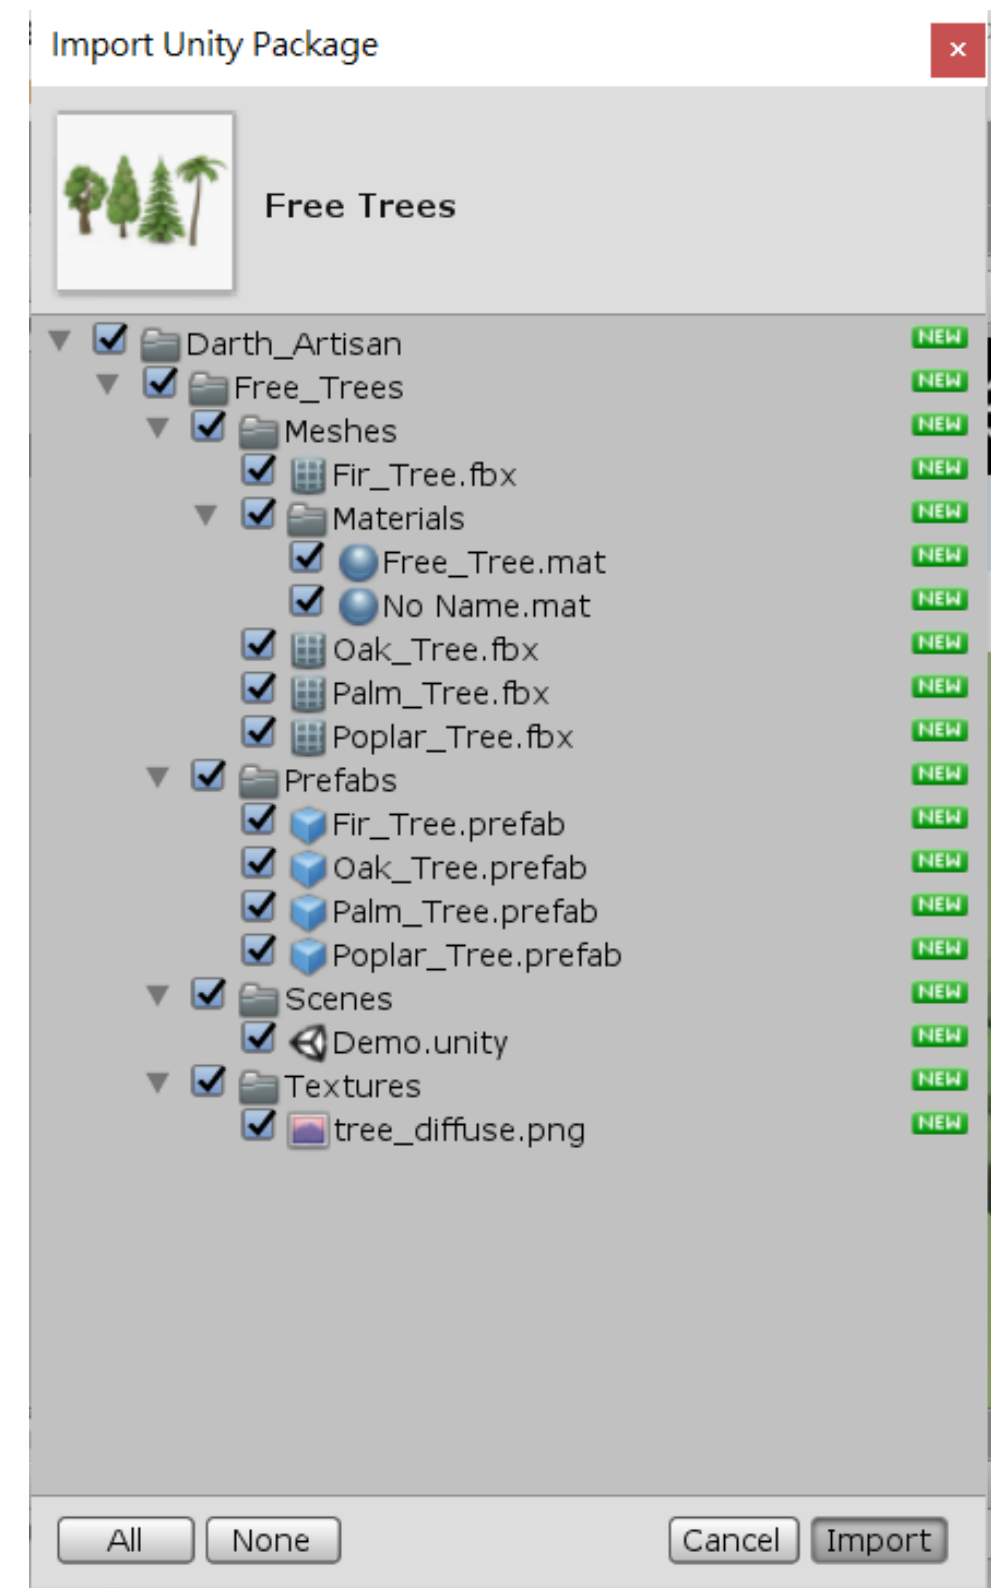 Import Unity Package
Free Trees
Darth_Artisan NEW
Free_Trees NEW
Meshes NEW
Fir_Tree.fbx NEW
Materials NEW
Free_Tree.mat NEW
No Name.mat NEW
Oak_Tree.fbx NEW
Palm_Tree.fbx NEW
Poplar_Tree.fbx NEW
Prefabs NEW
Fir_Tree.prefab NEW
Oak_Tree.prefab NEW
Palm_Tree.prefab NEW
Poplar_Tree.prefab NEW
Scenes NEW
Demo.unity NEW
Textures NEW
tree_diffuse.png NEW
All None Cancel Import